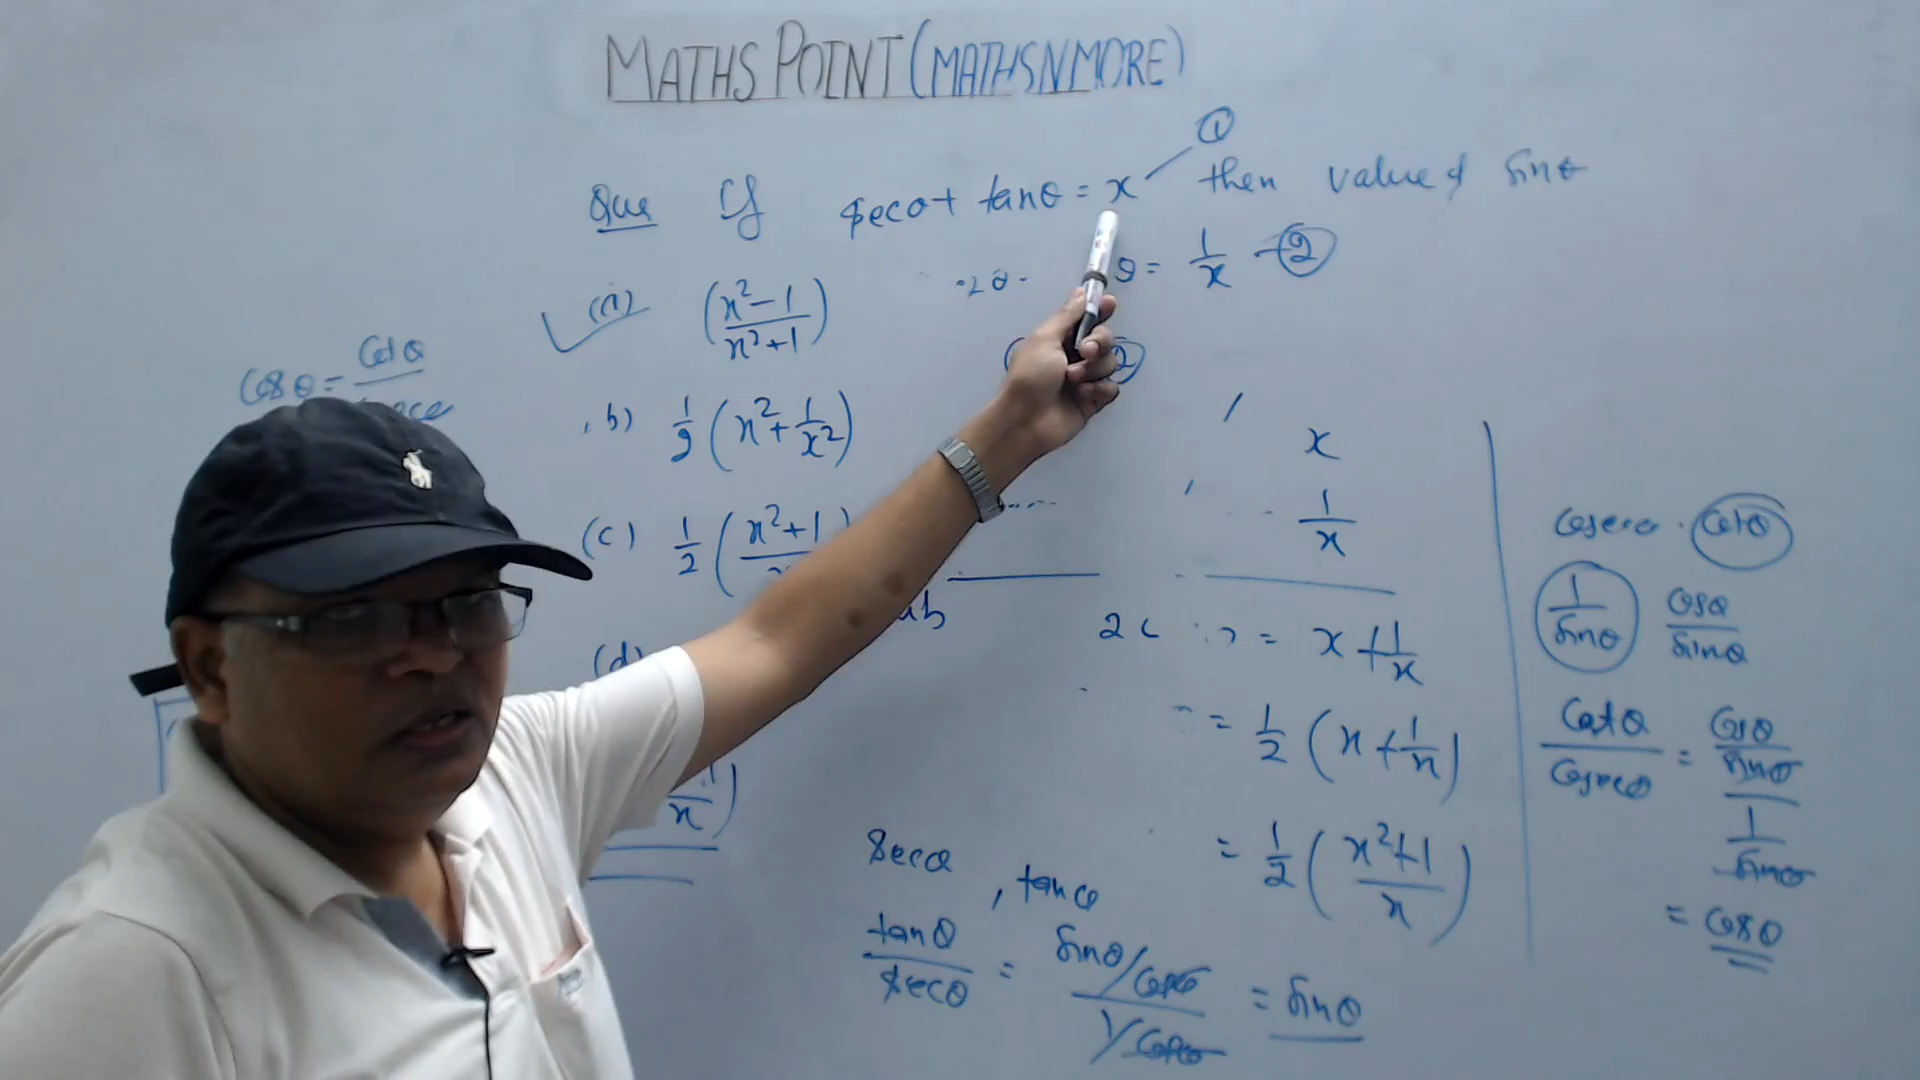 MATHS POINT (MATHSNMORE)
Que If secθ + tanθ = x — ① then value of sinθ
θ = 1/x — ②
(a) (x² - 1 / x² + 1)
cosθ = cotθ
②
b) 1/2 (x² + 1/x²)
(c) 1/2 (x² + 1
(d)
x
1/x
2 ( ) = x + 1/x
= 1/2 (x + 1/x)
= 1/2 (x² + 1 / x)
secθ , tanθ
tanθ / secθ = sinθ/cosθ / 1/cosθ = sinθ
cosecθ . cotθ
1/sinθ cosθ/sinθ
cotθ / cosecθ = cosθ/sinθ / 1/sinθ
= cosθ